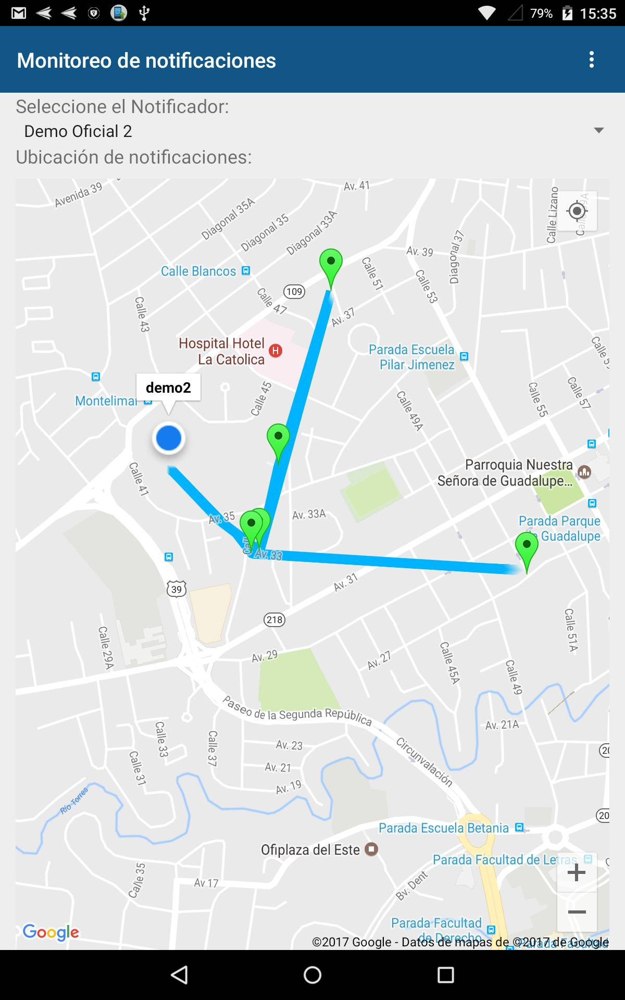 79% 15:35
Monitoreo de notificaciones
Seleccione el Notificador:
Demo Oficial 2
Ubicación de notificaciones:
Avenida 39
Av. 41
Diagonal 35A
Diagonal 35
Diagonal 33A
Calle Lizano
Av. 39
Diagonal 37
Calle Blancos
Calle 51
109
Calle 47
Calle 53
Calle 43
Av. 37
Hospital Hotel
La Catolica
H
Parada Escuela
Pilar Jimenez
demo2
Montelimar
Calle 45
Calle 49A
Calle 55
Calle 57
Calle 41
Parroquia Nuestra
Señora de Guadalupe...
Av. 35
Av. 33A
Parada Parque
de Guadalupe
Av. 33
39
Av. 31
218
Calle 29A
Av. 29
Av. 27
Calle 45A
Calle 51A
Calle 49
Paseo de la Segunda República
Av. 21A
Calle 33
Calle 37
Av. 23
Circunvalación
Calle 31
Av. 21
Av. 19
Río Torres
20
20
Parada Escuela Betania
Ofiplaza del Este
Parada Facultad de Letras
Calle 35
Av 17
Bv. Dent
+
−
Parada Facultad
de Derecho
Parada Facultad
Google
©2017 Google - Datos de mapas de ©2017 de Google